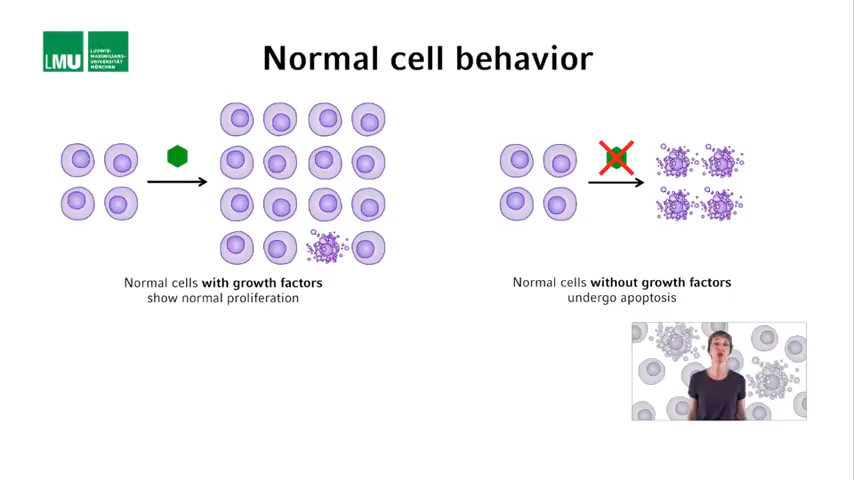 LMU
LUDWIG-
MAXIMILIANS-
UNIVERSITÄT
MÜNCHEN
Normal cell behavior
Normal cells with growth factors
show normal proliferation
Normal cells without growth factors
undergo apoptosis